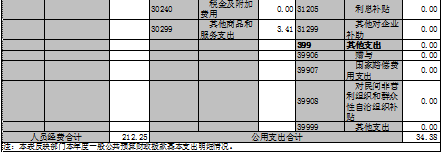 30240 税金及附加费用 0.00 31205 利息补贴 0.00
30299 其他商品和服务支出 3.41 31299 其他对企业补助 0.00
399 其他支出 0.00
39906 赠与 0.00
39907 国家赔偿费用支出 0.00
39908 对民间非营利组织和群众性自治组织补贴 0.00
39999 其他支出 0.00
人员经费合计 212.25 公用支出合计 34.38
注：本表反映部门本年度一般公共预算财政拨款基本支出明细情况。